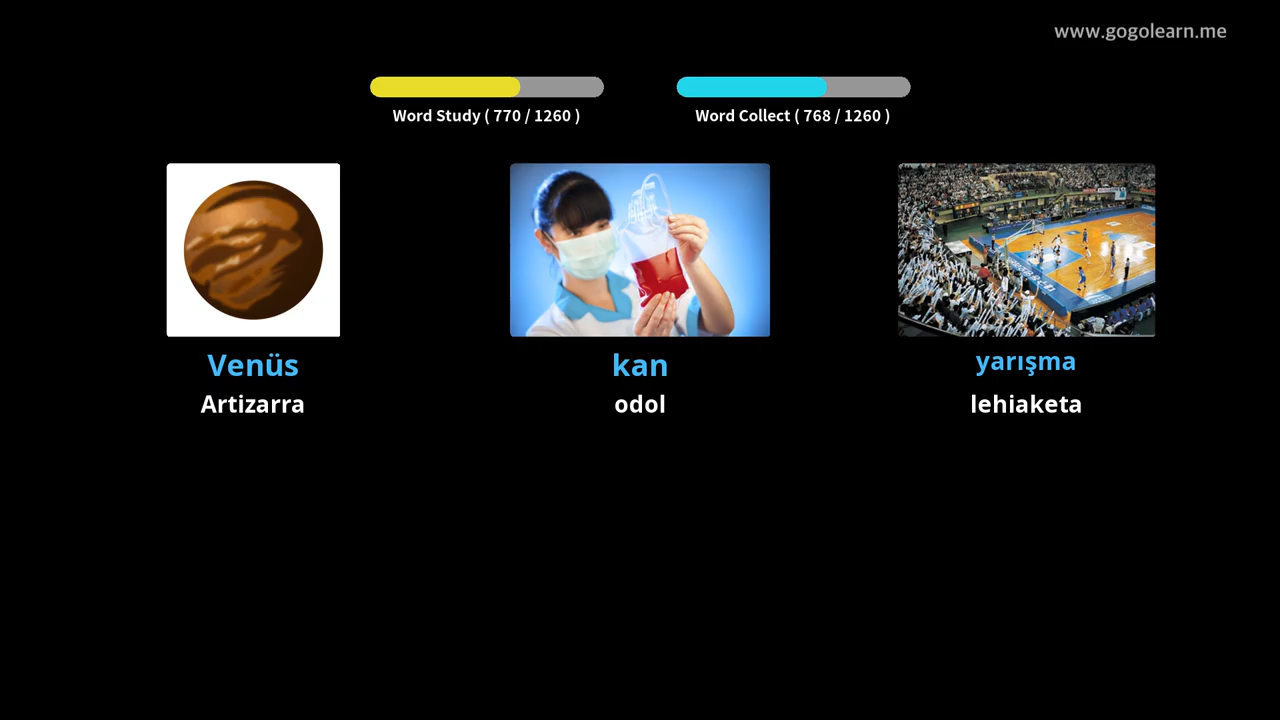 www.gogolearn.me
Word Study ( 770 / 1260 )
Word Collect ( 768 / 1260 )
Venüs
kan
yarışma
Artizarra
odol
lehiaketa